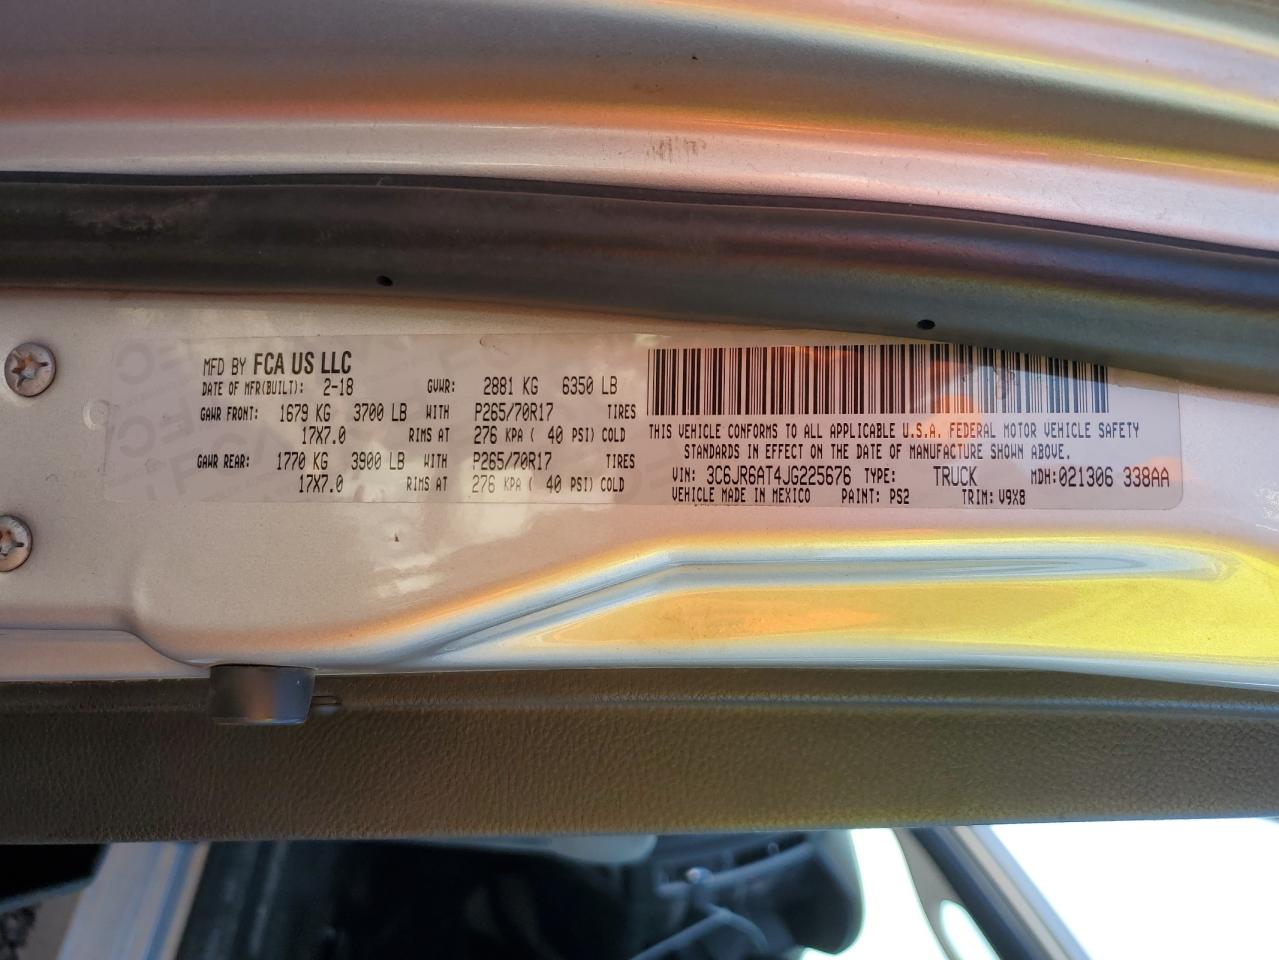 MFD BY FCA US LLC
DATE OF MFR(BUILT): 2-18 GVWR: 2881 KG 6350 LB
GAWR FRONT: 1679 KG 3700 LB WITH P265/70R17 TIRES
17X7.0 RIMS AT 276 KPA ( 40 PSI) COLD
GAWR REAR: 1770 KG 3900 LB WITH P265/70R17 TIRES
17X7.0 RIMS AT 276 KPA ( 40 PSI) COLD
THIS VEHICLE CONFORMS TO ALL APPLICABLE U.S.A. FEDERAL MOTOR VEHICLE SAFETY
STANDARDS IN EFFECT ON THE DATE OF MANUFACTURE SHOWN ABOVE.
VIN: 3C6JR6AT4JG225676 TYPE: TRUCK MDH:021306 338AA
VEHICLE MADE IN MEXICO PAINT: PS2 TRIM: V9X8